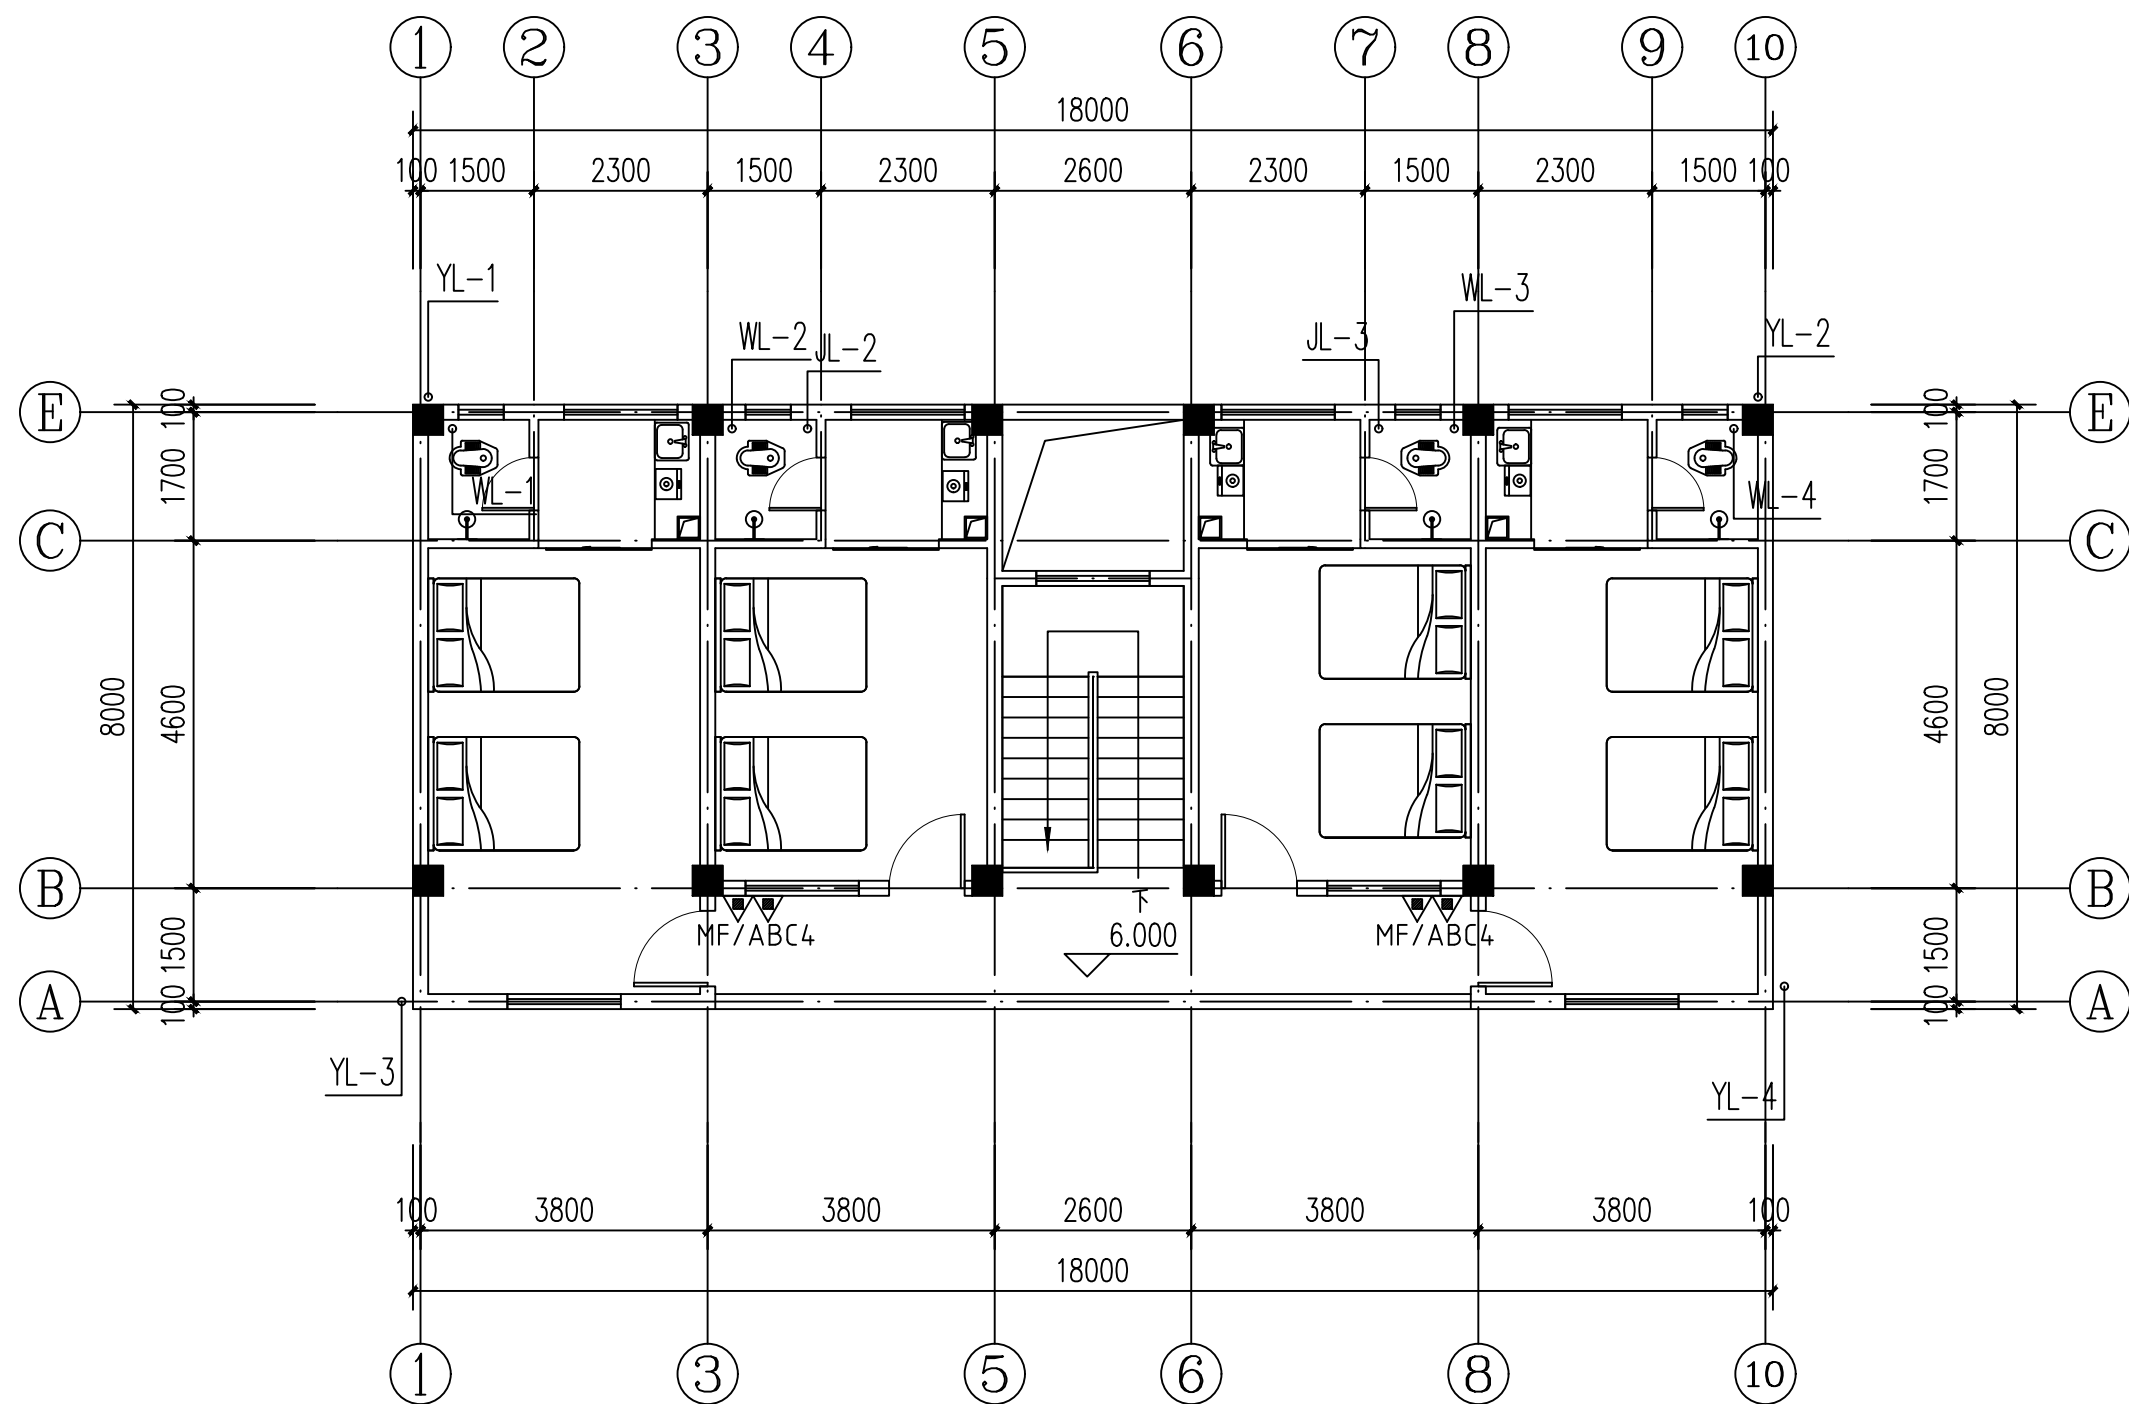 1 2 3 4 5 6 7 8 9 10
18000
100 1500 2300 1500 2300 2600 2300 1500 2300 1500 100
YL-1
WL-3
WL-2
JL-2
JL-3
YL-2
E
100
100
E
1700
1700
WL-1
WL-4
C
C
8000
4600
4600
8000
B
B
下
MF/ABC4
6.000
MF/ABC4
1500
1500
A
100
100
A
YL-3
YL-4
100 3800 3800 2600 3800 3800 100
18000
1 3 5 6 8 10